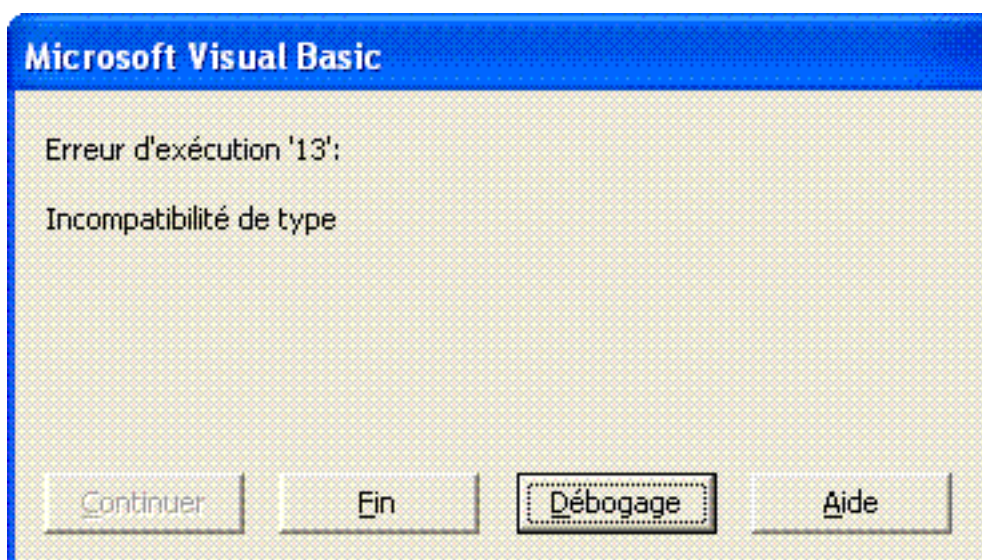 Microsoft Visual Basic
Erreur d'exécution '13':
Incompatibilité de type
Continuer Fin Débogage Aide